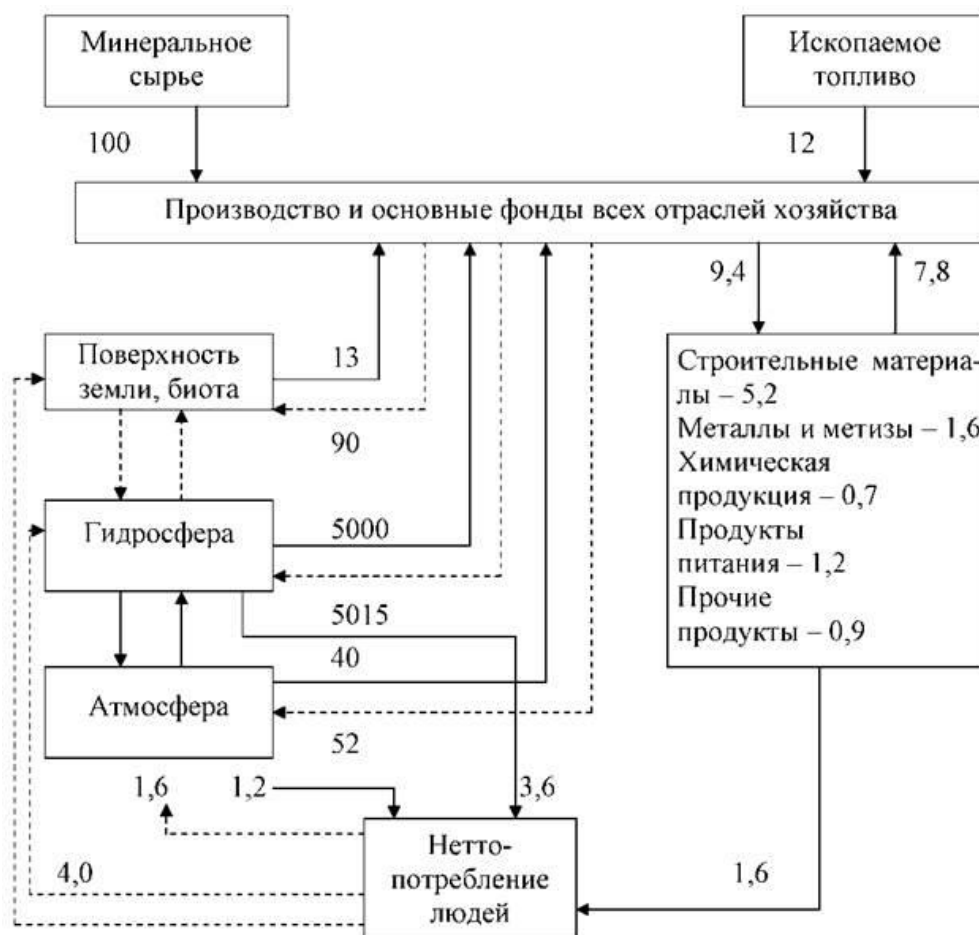 Минеральное
сырье
Ископаемое
топливо
100
12
Производство и основные фонды всех отраслей хозяйства
9,4
7,8
Поверхность
земли, биота
13
90
Гидросфера
5000
5015
Атмосфера
40
52
Строительные материа-
лы – 5,2
Металлы и метизы – 1,6
Химическая
продукция – 0,7
Продукты
питания – 1,2
Прочие
продукты – 0,9
1,6
1,2
3,6
4,0
Нетто-
потребление
людей
1,6